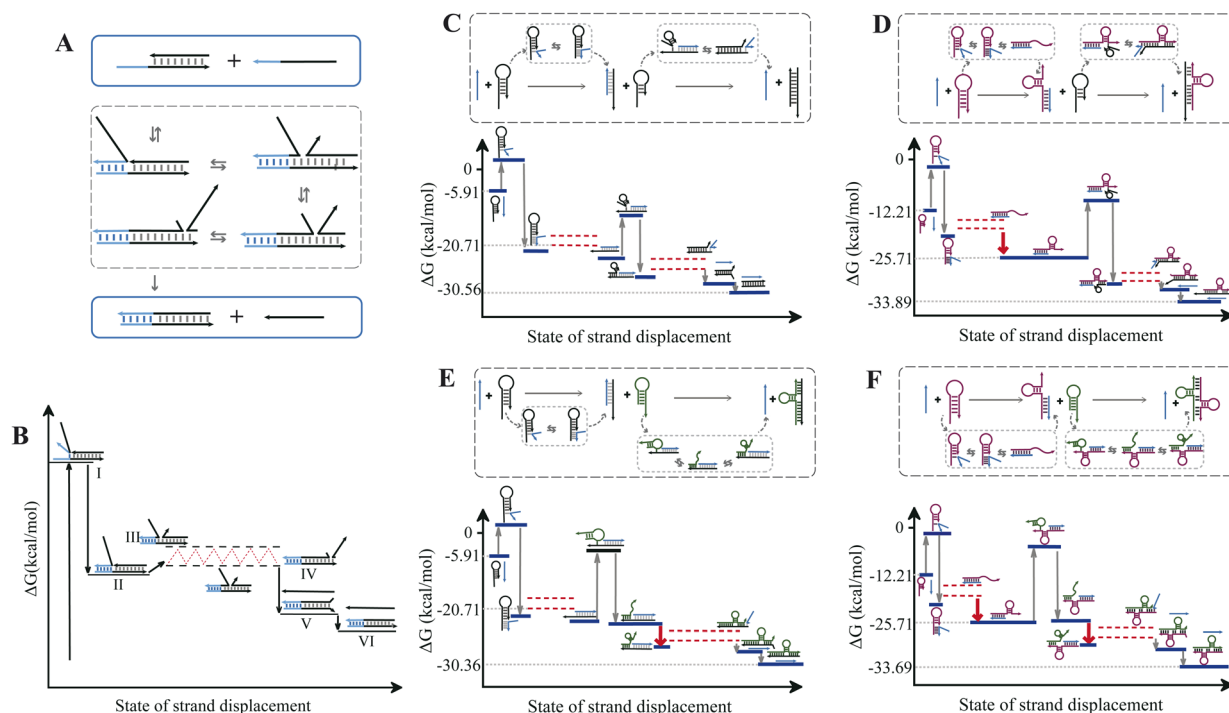 A
+
+
B
ΔG(kcal/mol)
I
II
III
IV
V
VI
State of strand displacement
C
+
+
+
ΔG (kcal/mol)
0
-5.91
-20.71
-30.56
State of strand displacement
D
+
+
+
ΔG (kcal/mol)
0
-12.21
-25.71
-33.89
State of strand displacement
E
+
+
+
ΔG (kcal/mol)
0
-5.91
-20.71
-30.36
State of strand displacement
F
+
+
+
ΔG (kcal/mol)
0
-12.21
-25.71
-33.69
State of strand displacement